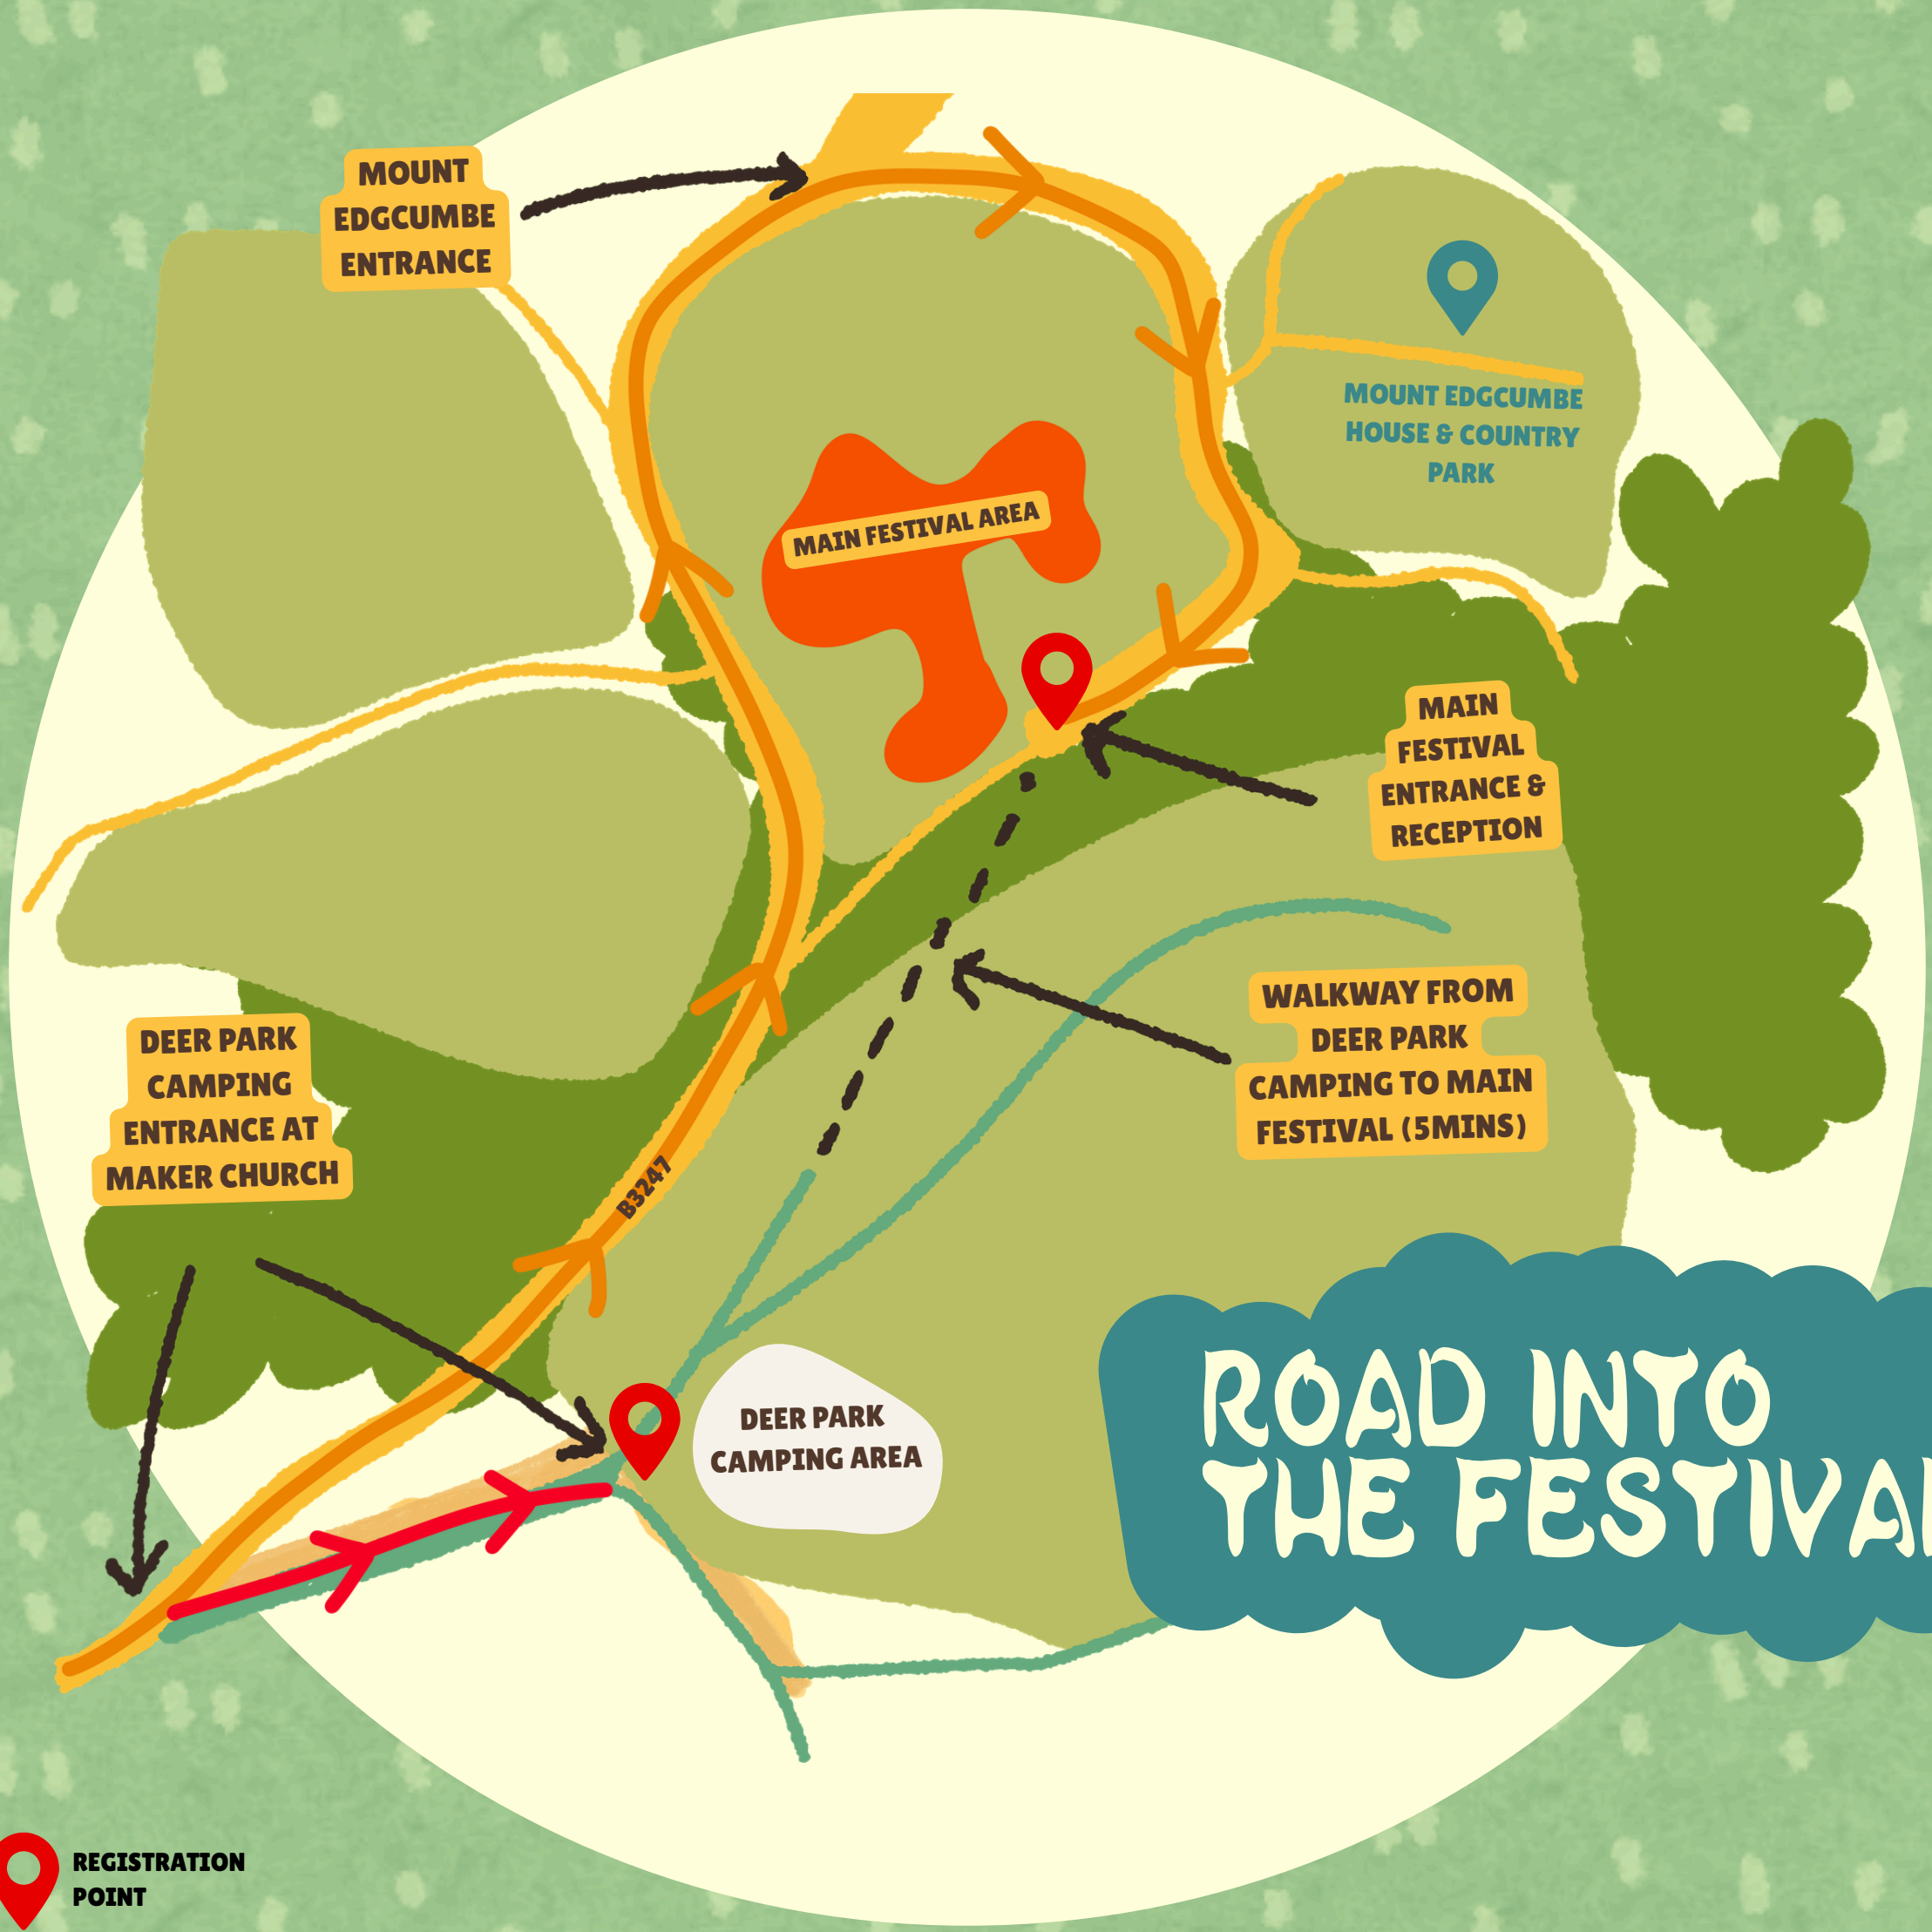 MOUNT
EDGCUMBE
ENTRANCE
MOUNT EDGCUMBE
HOUSE & COUNTRY
PARK
MAIN FESTIVAL AREA
MAIN
FESTIVAL
ENTRANCE &
RECEPTION
WALKWAY FROM
DEER PARK
CAMPING TO MAIN
FESTIVAL (5MINS)
DEER PARK
CAMPING
ENTRANCE AT
MAKER CHURCH
B3247
DEER PARK
CAMPING AREA
ROAD INTO
THE FESTIVAL
REGISTRATION
POINT